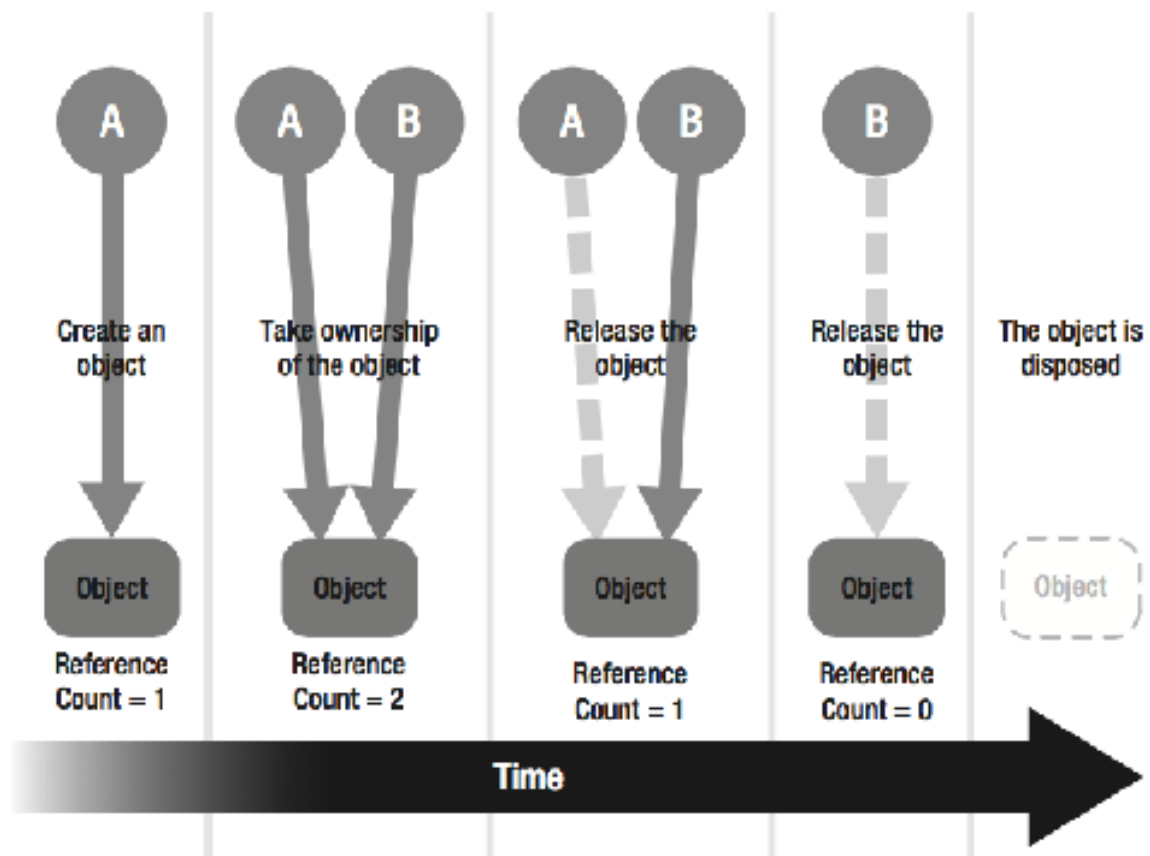 A
A B
A B
B
Create an
object
Take ownership
of the object
Release the
object
Release the
object
The object is
disposed
Object
Object
Object
Object
Object
Reference
Count = 1
Reference
Count = 2
Reference
Count = 1
Reference
Count = 0
Time